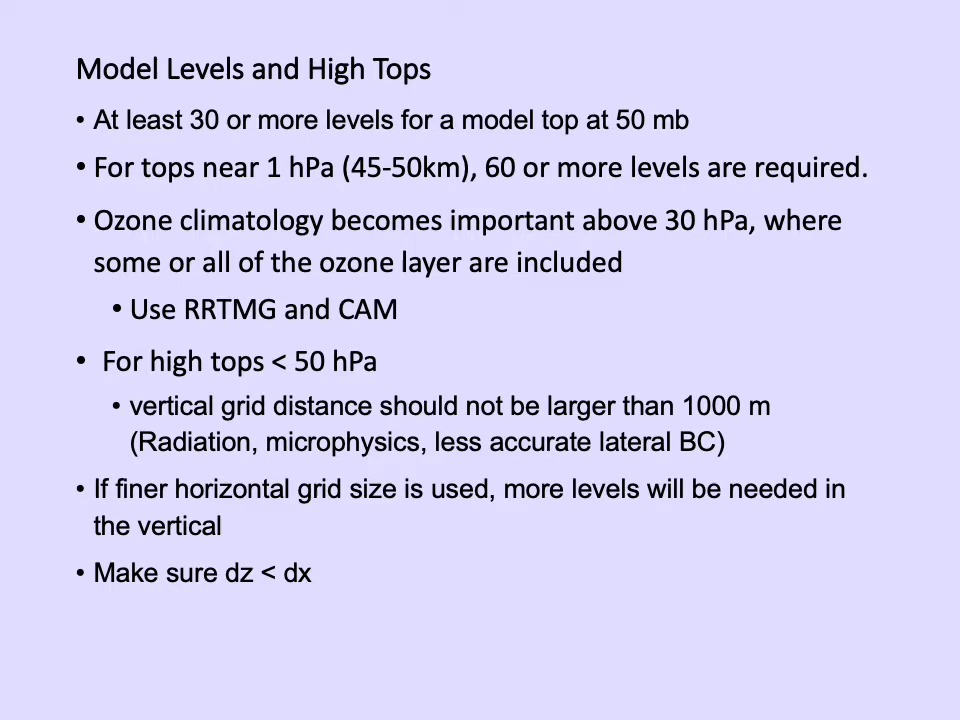 Model Levels and High Tops
• At least 30 or more levels for a model top at 50 mb
• For tops near 1 hPa (45-50km), 60 or more levels are required.
• Ozone climatology becomes important above 30 hPa, where
some or all of the ozone layer are included
• Use RRTMG and CAM
• For high tops < 50 hPa
• vertical grid distance should not be larger than 1000 m
(Radiation, microphysics, less accurate lateral BC)
• If finer horizontal grid size is used, more levels will be needed in
the vertical
• Make sure dz < dx